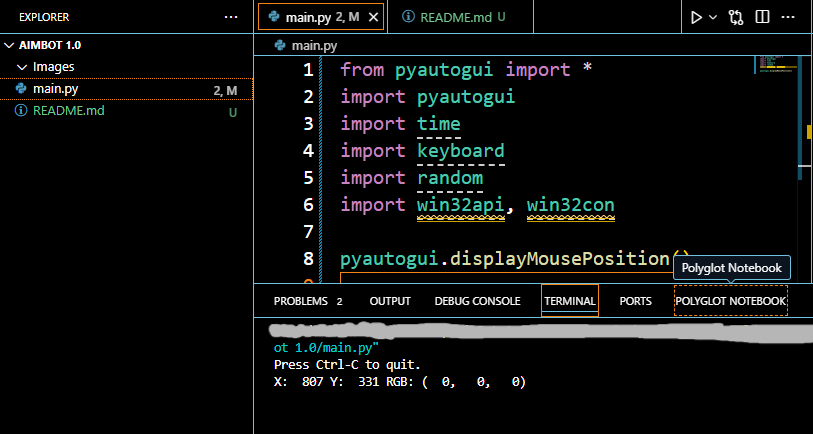 EXPLORER
···
AIMBOT 1.0
Images
main.py 2, M
README.md U
main.py 2, M
README.md U
main.py
1 from pyautogui import *
2 import pyautogui
3 import time
4 import keyboard
5 import random
6 import win32api, win32con
7
8 pyautogui.displayMousePosition()
Polyglot Notebook
PROBLEMS 2 OUTPUT DEBUG CONSOLE TERMINAL PORTS POLYGLOT NOTEBOOK
ot 1.0/main.py"
Press Ctrl-C to quit.
X:  807 Y:  331 RGB: (  0,   0,   0)